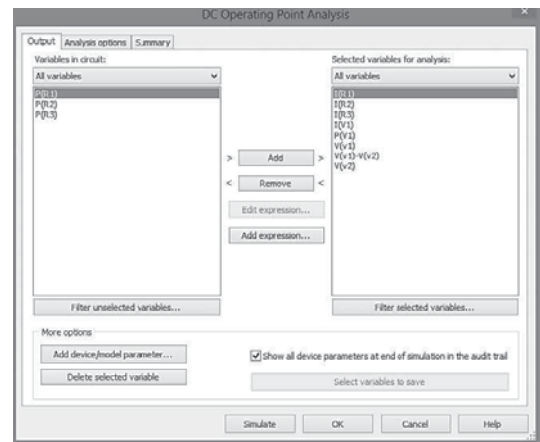 DC Operating Point Analysis
Output Analysis options Summary
Variables in circuit:
All variables
P(R1)
P(R2)
P(R3)
> Add >
< Remove <
Edit expression...
Add expression...
Filter unselected variables...
Selected variables for analysis:
All variables
I(R1)
I(R2)
I(R3)
I(V1)
P(V1)
V(v1)
V(v1)-V(v2)
V(v2)
Filter selected variables...
More options
Add device/model parameter...
Delete selected variable
Show all device parameters at end of simulation in the audit trail
Select variables to save
Simulate OK Cancel Help